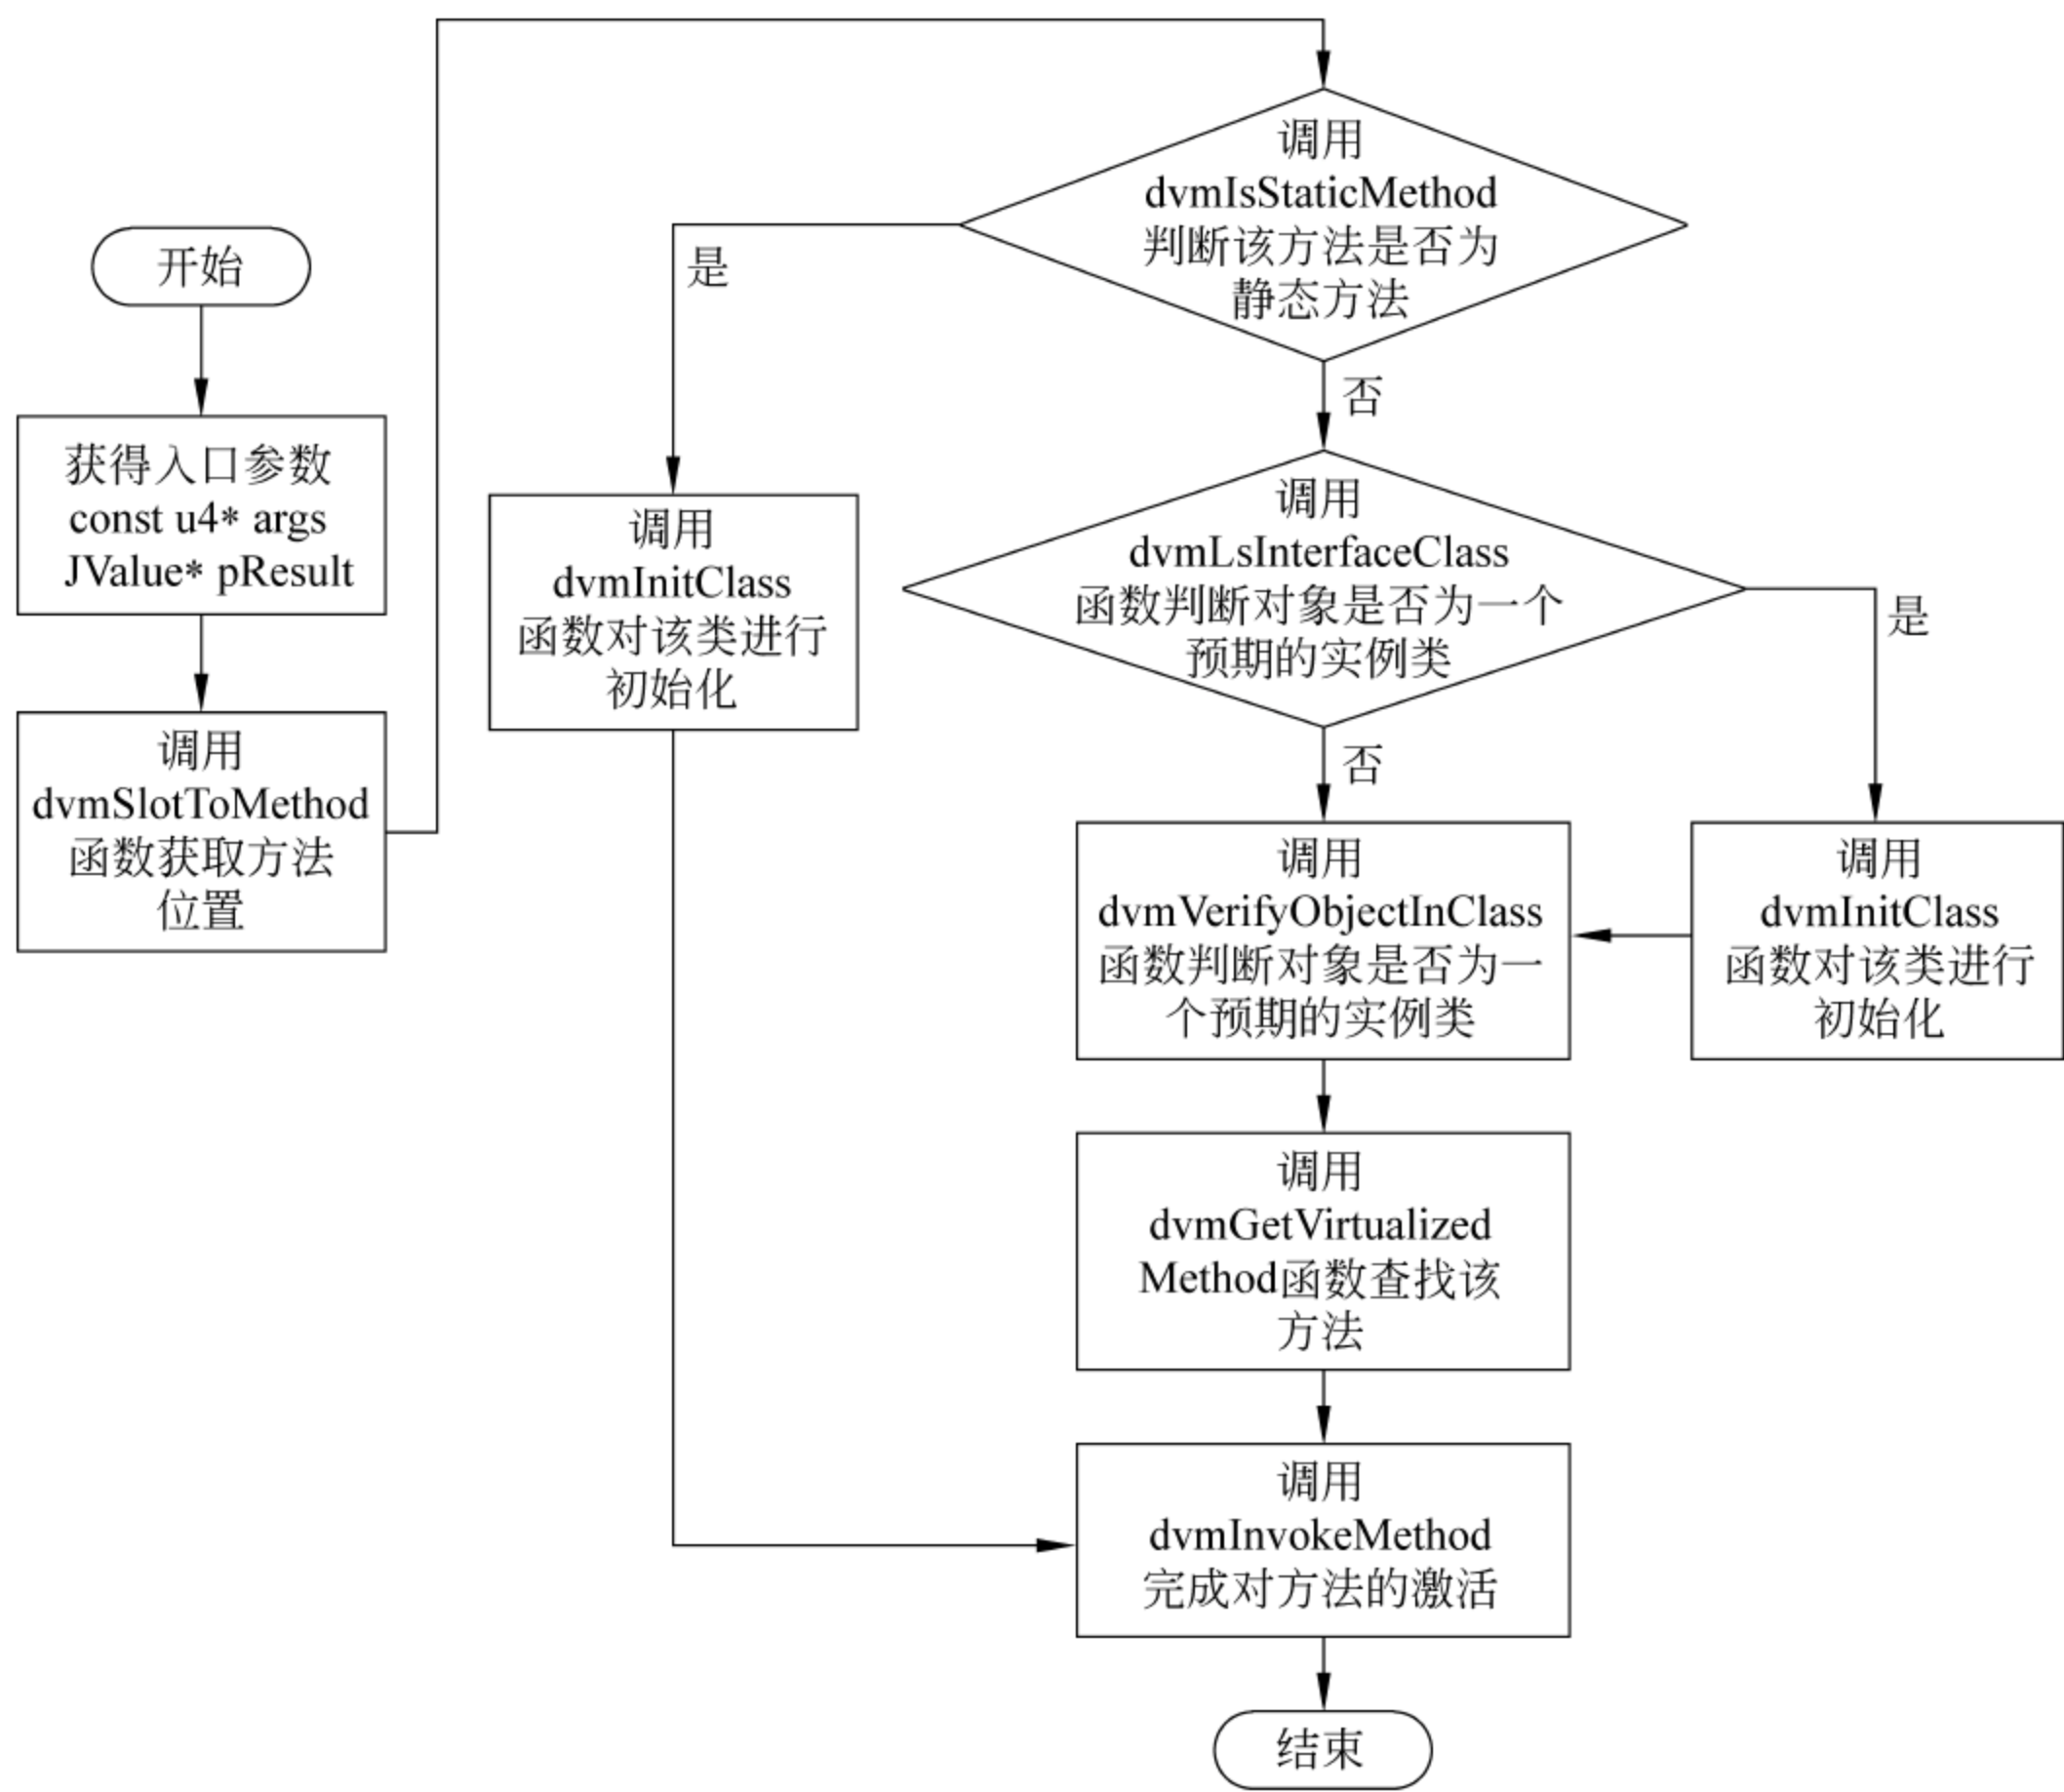 开始
获得入口参数
const u4* args
JValue* pResult
调用
dvmSlotToMethod
函数获取方法
位置
调用
dvmIsStaticMethod
判断该方法是否为
静态方法
是
否
调用
dvmInitClass
函数对该类进行
初始化
调用
dvmLsInterfaceClass
函数判断对象是否为一个
预期的实例类
是
否
调用
dvmVerifyObjectInClass
函数判断对象是否为一
个预期的实例类
调用
dvmInitClass
函数对该类进行
初始化
调用
dvmGetVirtualized
Method函数查找该
方法
调用
dvmInvokeMethod
完成对方法的激活
结束